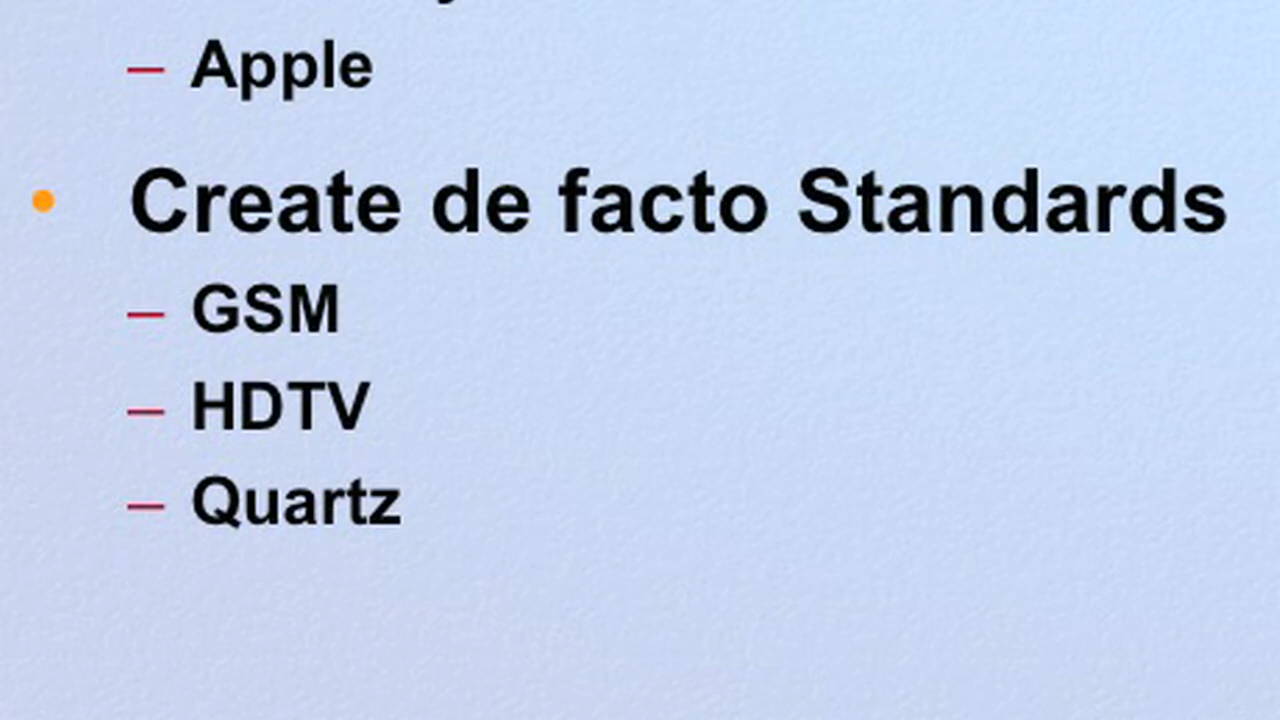 – Apple
• Create de facto Standards
– GSM
– HDTV
– Quartz